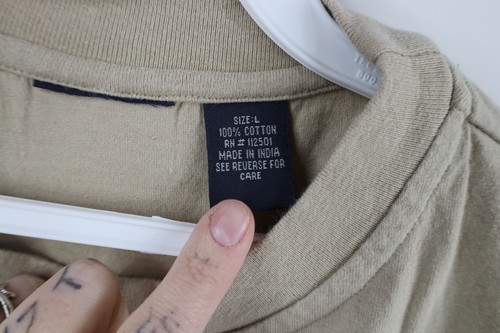 SIZE:L
100% COTTON
RN # 112501
MADE IN INDIA
SEE REVERSE FOR
CARE